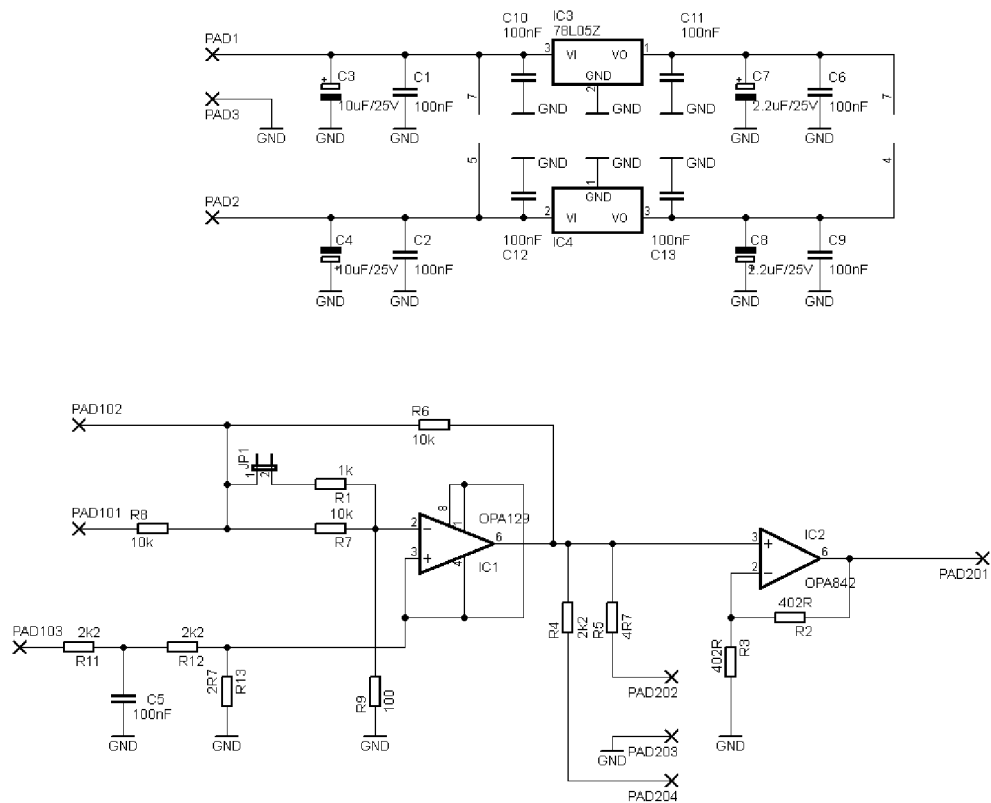 C10
100nF
IC3
78L05Z
C11
100nF
PAD1
3
VI
VO
1
GND
2
C3
10uF/25V
C1
100nF
7
GND
GND
GND
C7
2.2uF/25V
C6
100nF
7
PAD3
GND
GND
GND
GND
GND
5
GND
GND
GND
4
1
GND
PAD2
2
VI
VO
3
IC4
100nF
C12
100nF
C13
C4
10uF/25V
C2
100nF
C8
2.2uF/25V
C9
100nF
GND
GND
GND
GND
PAD102
R6
10k
JP1
1
2
1k
R1
PAD101
R8
10k
10k
R7
2
3
8
1
4
6
OPA129
IC1
3
2
6
IC2
OPA842
PAD201
402R
R2
R4
2k2
R5
4R7
402R
R3
PAD103
2k2
R11
2k2
R12
2R7
R13
C5
100nF
R9
100
PAD202
GND
GND
GND
GND
PAD203
GND
PAD204